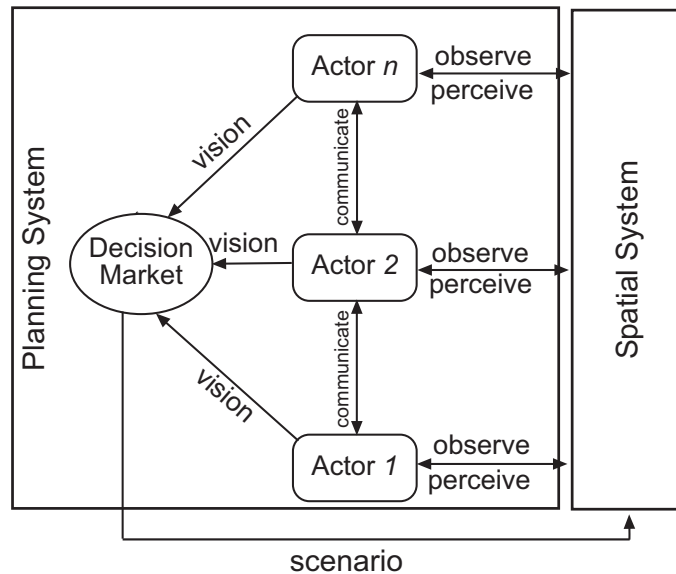 Planning System
Actor n
observe
perceive
vision
communicate
Decision
Market
vision
Actor 2
observe
perceive
Spatial System
vision
communicate
Actor 1
observe
perceive
scenario